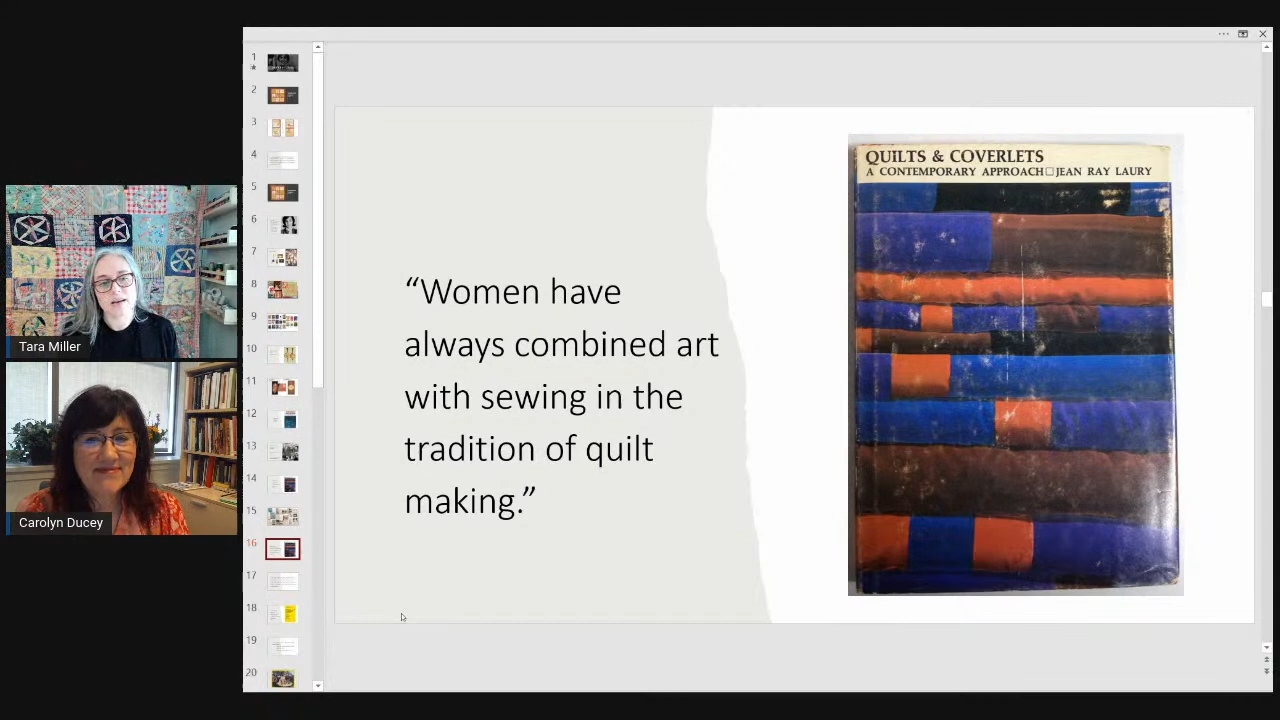 Tara Miller
Carolyn Ducey
1
2
3
4
5
6
7
8
9
10
11
12
13
14
15
16
17
18
19
20
“Women have
always combined art
with sewing in the
tradition of quilt
making.”
QUILTS & COVERLETS
A CONTEMPORARY APPROACH□JEAN RAY LAURY